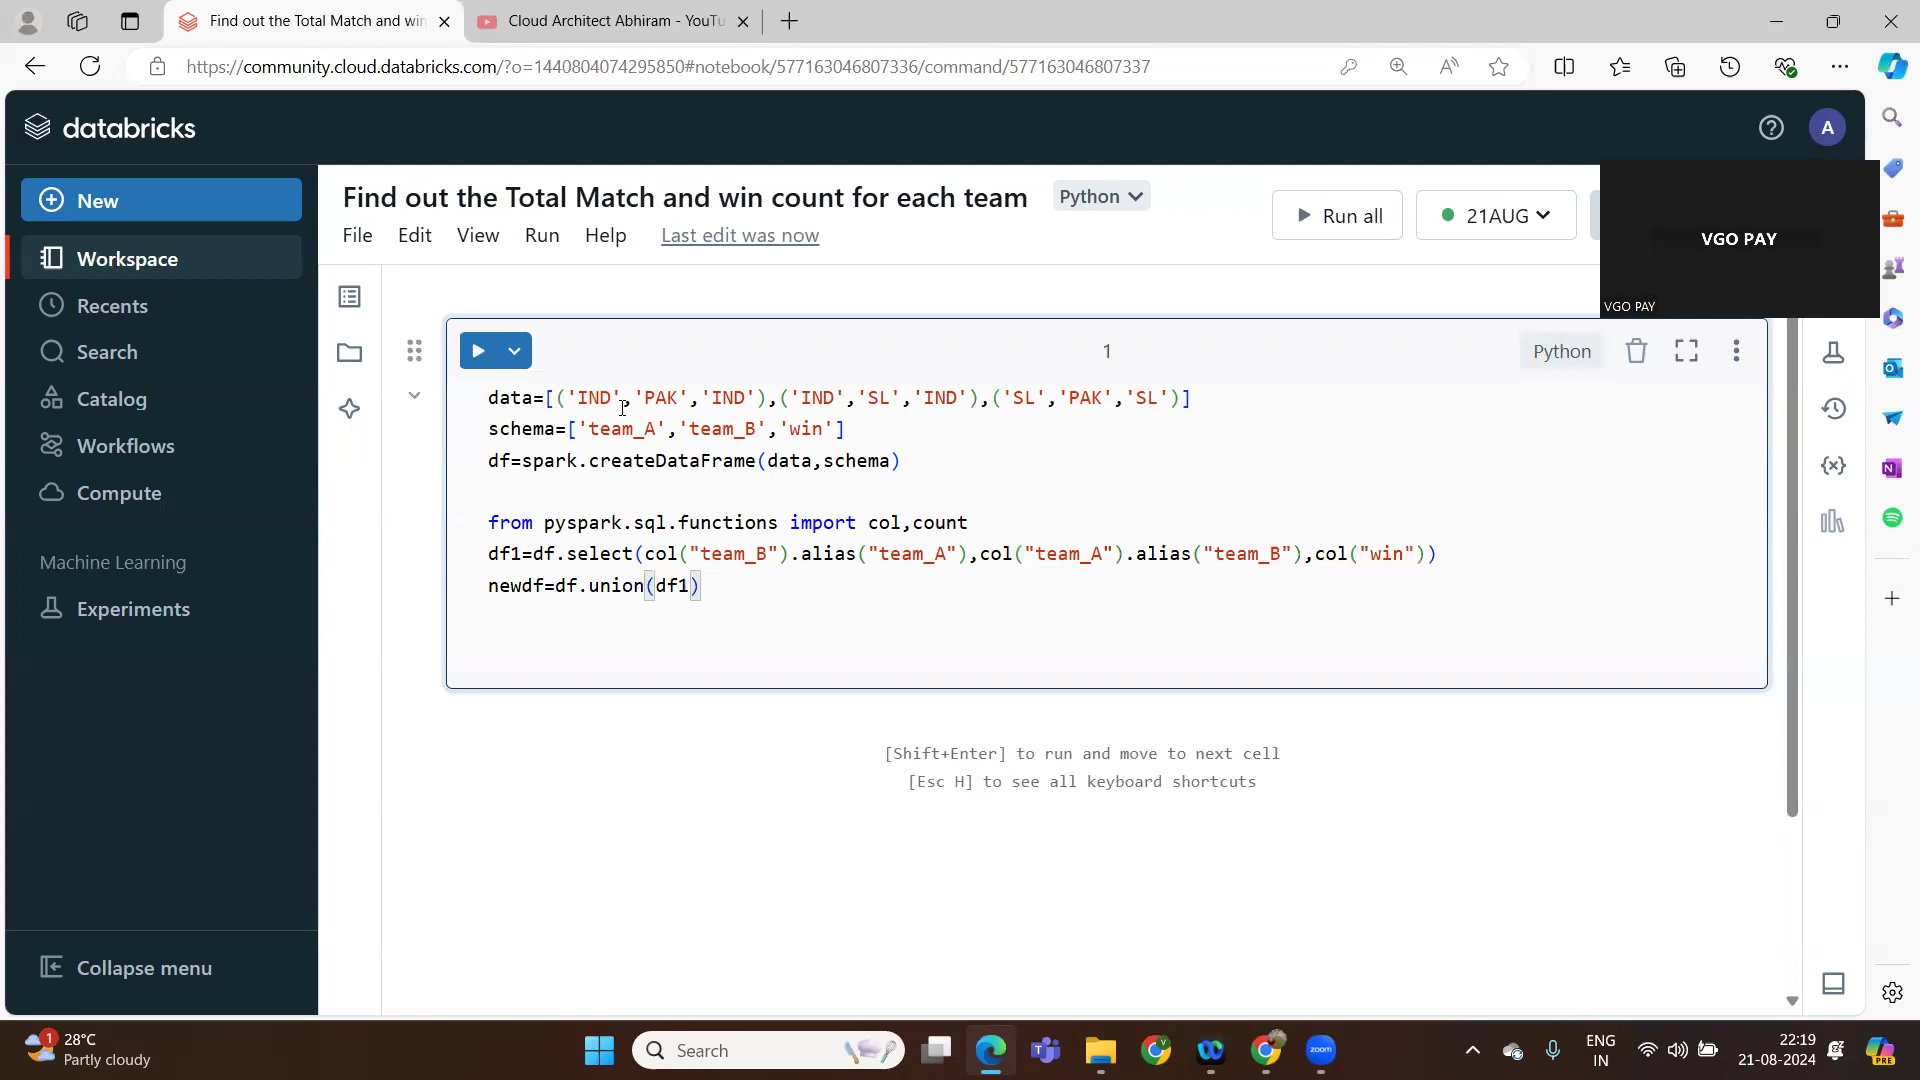 Find out the Total Match and win
Cloud Architect Abhiram - YouTu
https://community.cloud.databricks.com/?o=1440804074295850#notebook/577163046807336/command/577163046807337
databricks
A
New
Workspace
Recents
Search
Catalog
Workflows
Compute
Machine Learning
Experiments
Collapse menu
Find out the Total Match and win count for each team
Python
File Edit View Run Help Last edit was now
Run all
21AUG
VGO PAY
VGO PAY
1
Python
data=[('IND','PAK','IND'),('IND','SL','IND'),('SL','PAK','SL')]
schema=['team_A','team_B','win']
df=spark.createDataFrame(data,schema)
from pyspark.sql.functions import col,count
df1=df.select(col("team_B").alias("team_A"),col("team_A").alias("team_B"),col("win"))
newdf=df.union(df1)
[Shift+Enter] to run and move to next cell
[Esc H] to see all keyboard shortcuts
1
28°C
Partly cloudy
Search
zoom
ENG
IN
22:19
21-08-2024
PRE